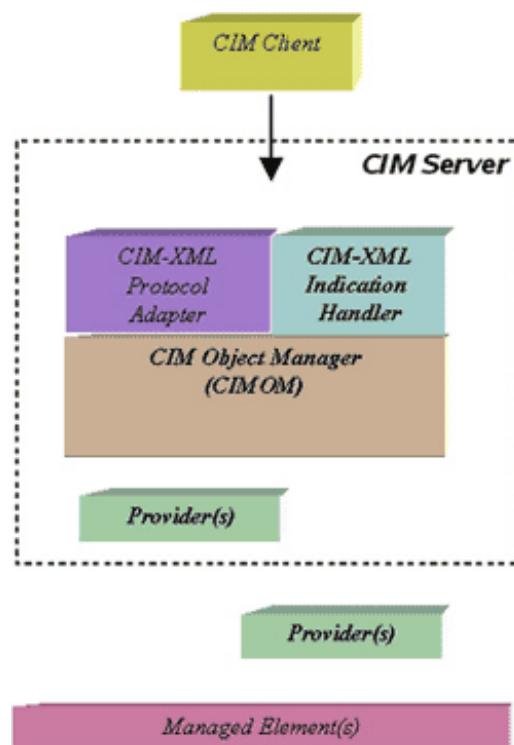 CIM Client
CIM Server
CIM-XML
Protocol
Adapter
CIM-XML
Indication
Handler
CIM Object Manager
(CIMOM)
Provider(s)
Provider(s)
Managed Element(s)